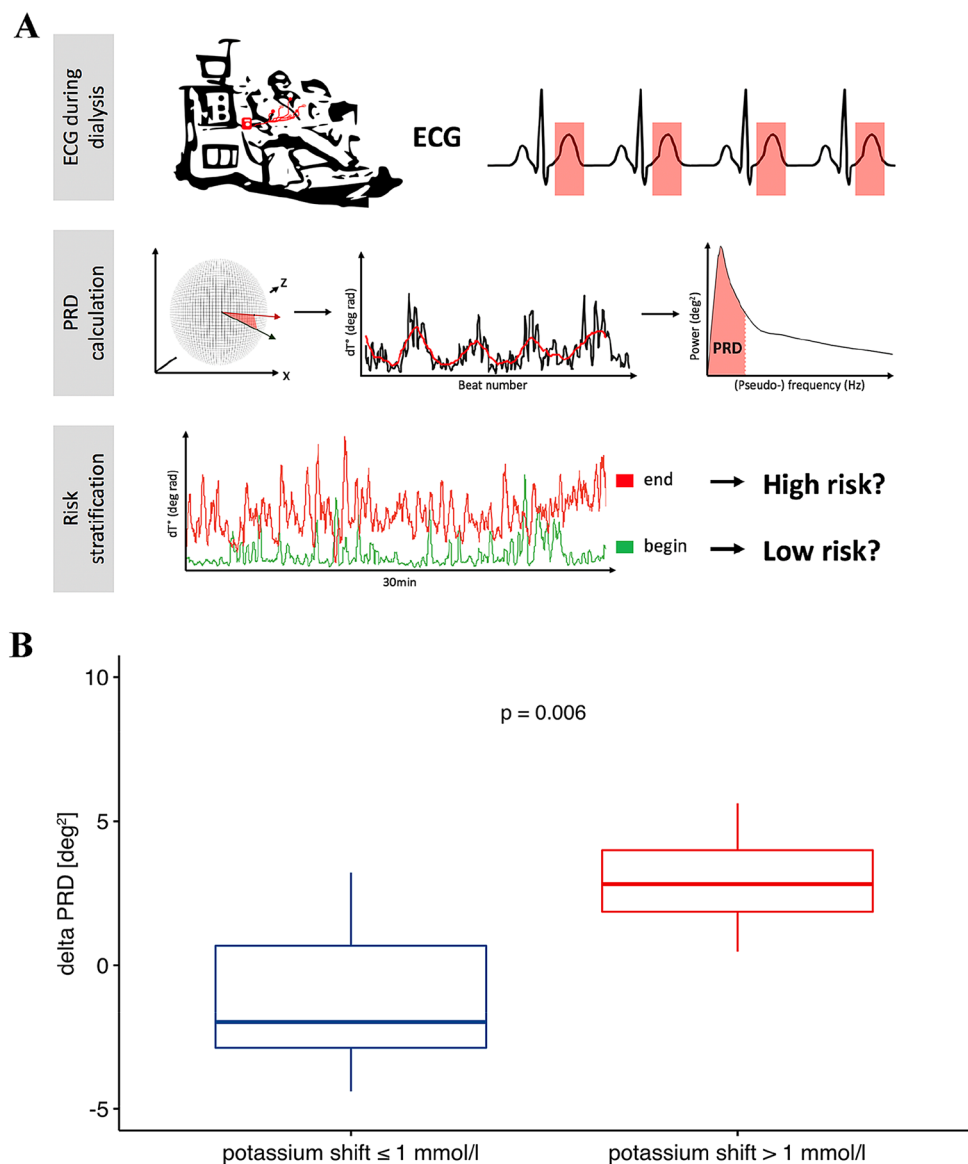 A
ECG during
dialysis
ECG
PRD
calculation
Z
X
dT° (deg rad)
Beat number
Power (deg²)
PRD
(Pseudo-) frequency (Hz)
Risk
stratification
dT° (deg rad)
30min
end
High risk?
begin
Low risk?
B
10
p = 0.006
5
delta PRD [deg²]
0
-5
potassium shift ≤ 1 mmol/l
potassium shift > 1 mmol/l